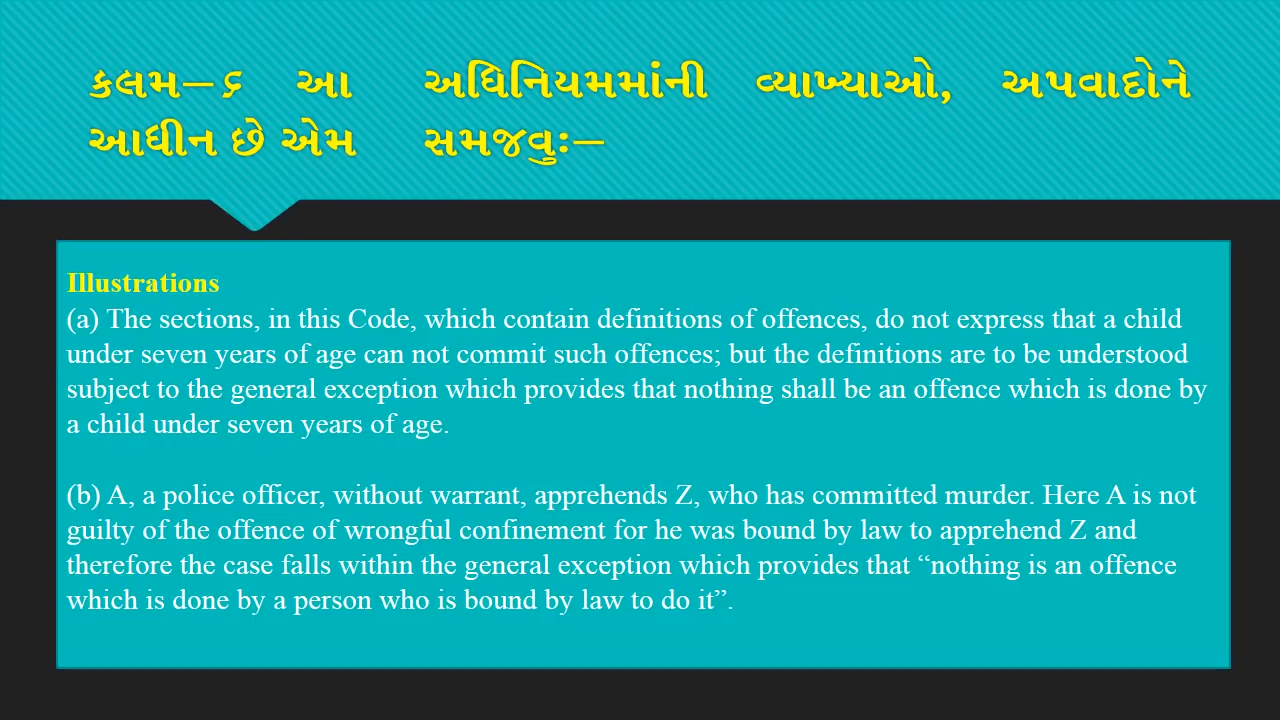 કલમ–૬ આ અધિનિયમમાંની વ્યાખ્યાઓ, અપવાદોને
આધીન છે એમ સમજવુઃ–
Illustrations
(a) The sections, in this Code, which contain definitions of offences, do not express that a child
under seven years of age can not commit such offences; but the definitions are to be understood
subject to the general exception which provides that nothing shall be an offence which is done by
a child under seven years of age.
(b) A, a police officer, without warrant, apprehends Z, who has committed murder. Here A is not
guilty of the offence of wrongful confinement for he was bound by law to apprehend Z and
therefore the case falls within the general exception which provides that “nothing is an offence
which is done by a person who is bound by law to do it”.